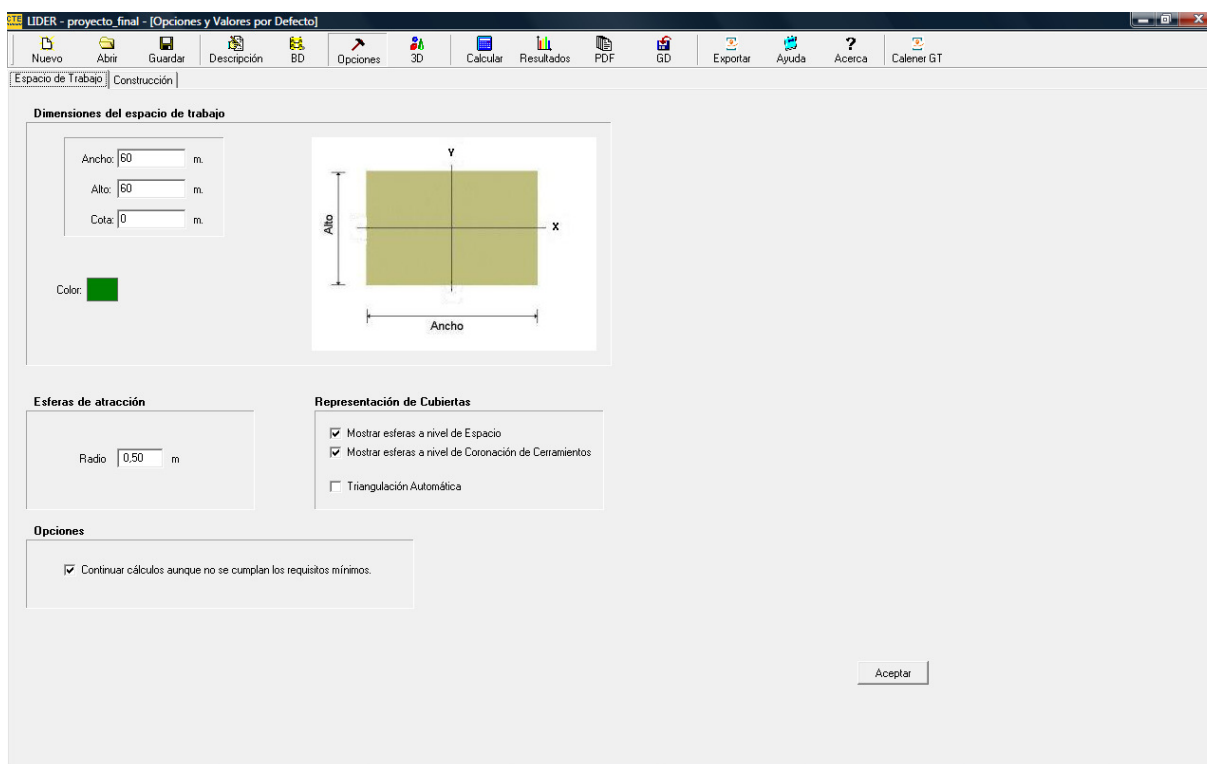 CTE LIDER - proyecto_final - [Opciones y Valores por Defecto]
Nuevo Abrir Guardar Descripción BD Opciones 3D Calcular Resultados PDF GD Exportar Ayuda Acerca Calener GT
Espacio de Trabajo Construcción
Dimensiones del espacio de trabajo
Ancho: 60 m.
Alto: 60 m.
Cota: 0 m.
Color:
Y
Alto
X
Ancho
Esferas de atracción
Radio 0,50 m
Representación de Cubiertas
Mostrar esferas a nivel de Espacio
Mostrar esferas a nivel de Coronación de Cerramientos
Triangulación Automática
Opciones
Continuar cálculos aunque no se cumplan los requisitos mínimos.
Aceptar